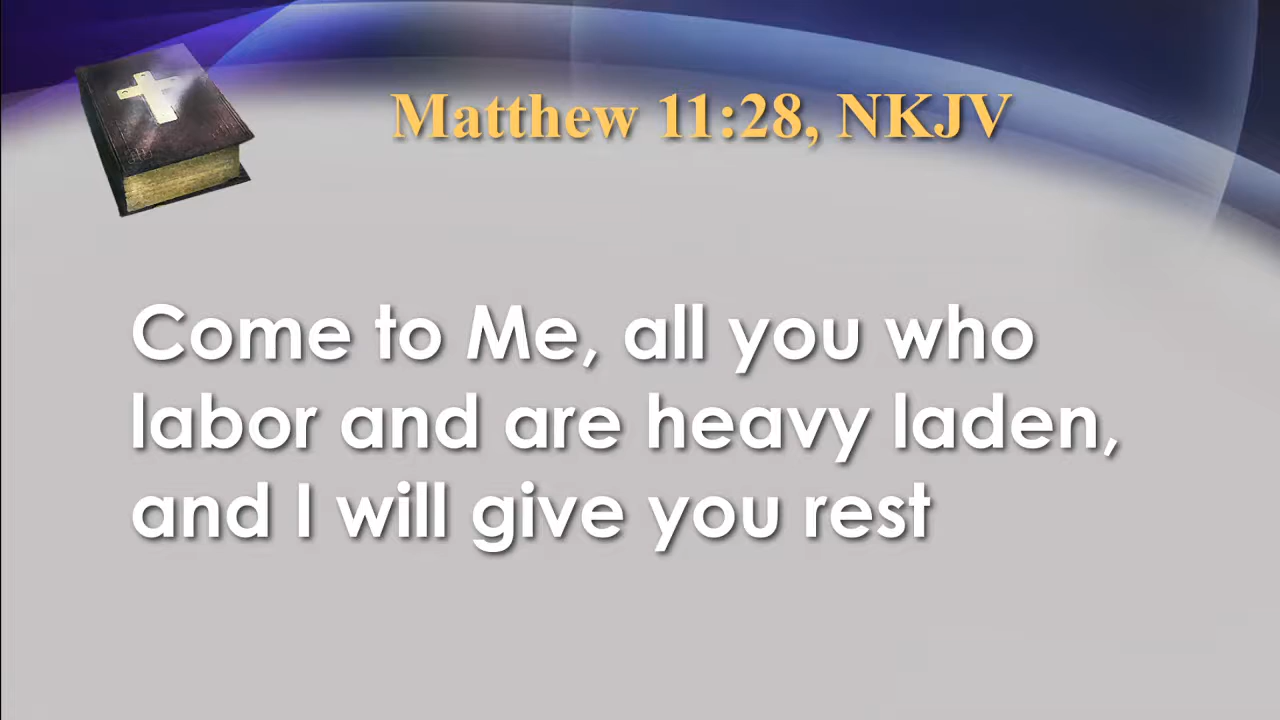 Matthew 11:28, NKJV
Come to Me, all you who
labor and are heavy laden,
and I will give you rest